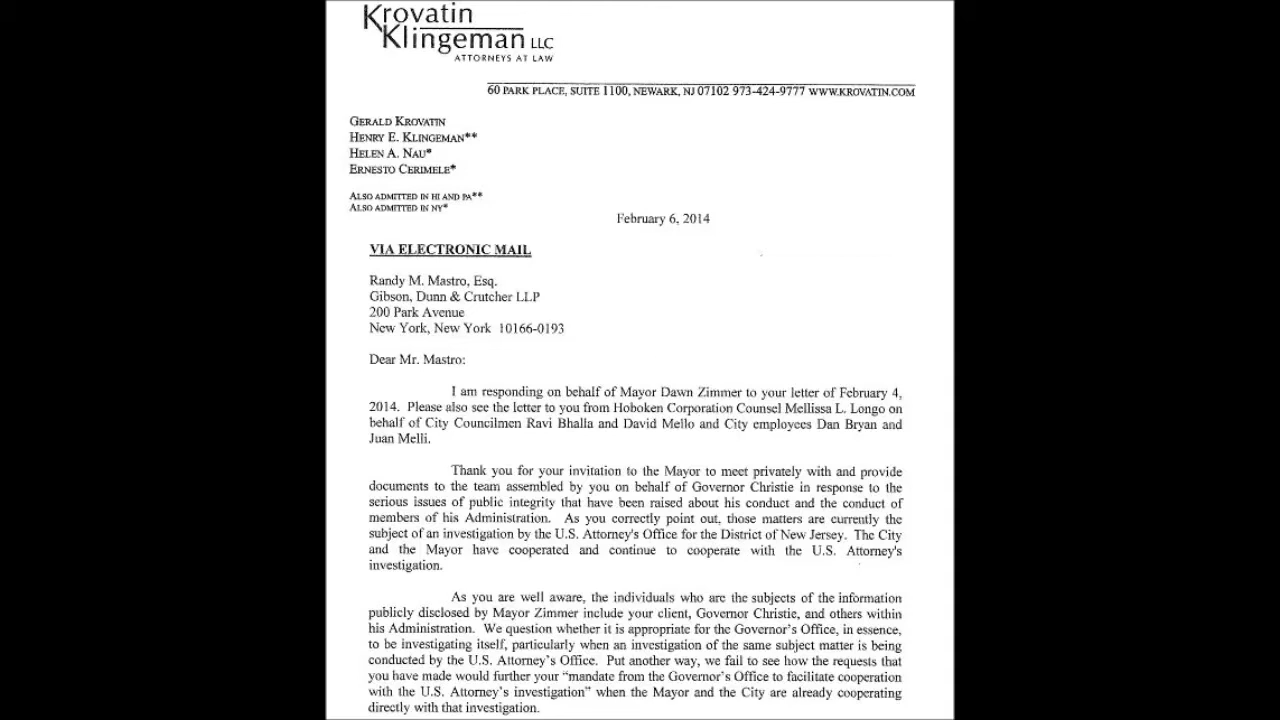 Krovatin
Klingeman LLC
ATTORNEYS AT LAW
60 PARK PLACE, SUITE 1100, NEWARK, NJ 07102 973-424-9777 WWW.KROVATIN.COM
GERALD KROVATIN
HENRY E. KLINGEMAN**
HELEN A. NAU*
ERNESTO CERIMELE*
ALSO ADMITTED IN HI AND PA**
ALSO ADMITTED IN NY*
February 6, 2014
VIA ELECTRONIC MAIL
Randy M. Mastro, Esq.
Gibson, Dunn & Crutcher LLP
200 Park Avenue
New York, New York 10166-0193
Dear Mr. Mastro:
I am responding on behalf of Mayor Dawn Zimmer to your letter of February 4,
2014. Please also see the letter to you from Hoboken Corporation Counsel Mellissa L. Longo on
behalf of City Councilmen Ravi Bhalla and David Mello and City employees Dan Bryan and
Juan Melli.
Thank you for your invitation to the Mayor to meet privately with and provide
documents to the team assembled by you on behalf of Governor Christie in response to the
serious issues of public integrity that have been raised about his conduct and the conduct of
members of his Administration. As you correctly point out, those matters are currently the
subject of an investigation by the U.S. Attorney's Office for the District of New Jersey. The City
and the Mayor have cooperated and continue to cooperate with the U.S. Attorney's
investigation.
As you are well aware, the individuals who are the subjects of the information
publicly disclosed by Mayor Zimmer include your client, Governor Christie, and others within
his Administration. We question whether it is appropriate for the Governor's Office, in essence,
to be investigating itself, particularly when an investigation of the same subject matter is being
conducted by the U.S. Attorney's Office. Put another way, we fail to see how the requests that
you have made would further your "mandate from the Governor's Office to facilitate cooperation
with the U.S. Attorney's investigation" when the Mayor and the City are already cooperating
directly with that investigation.